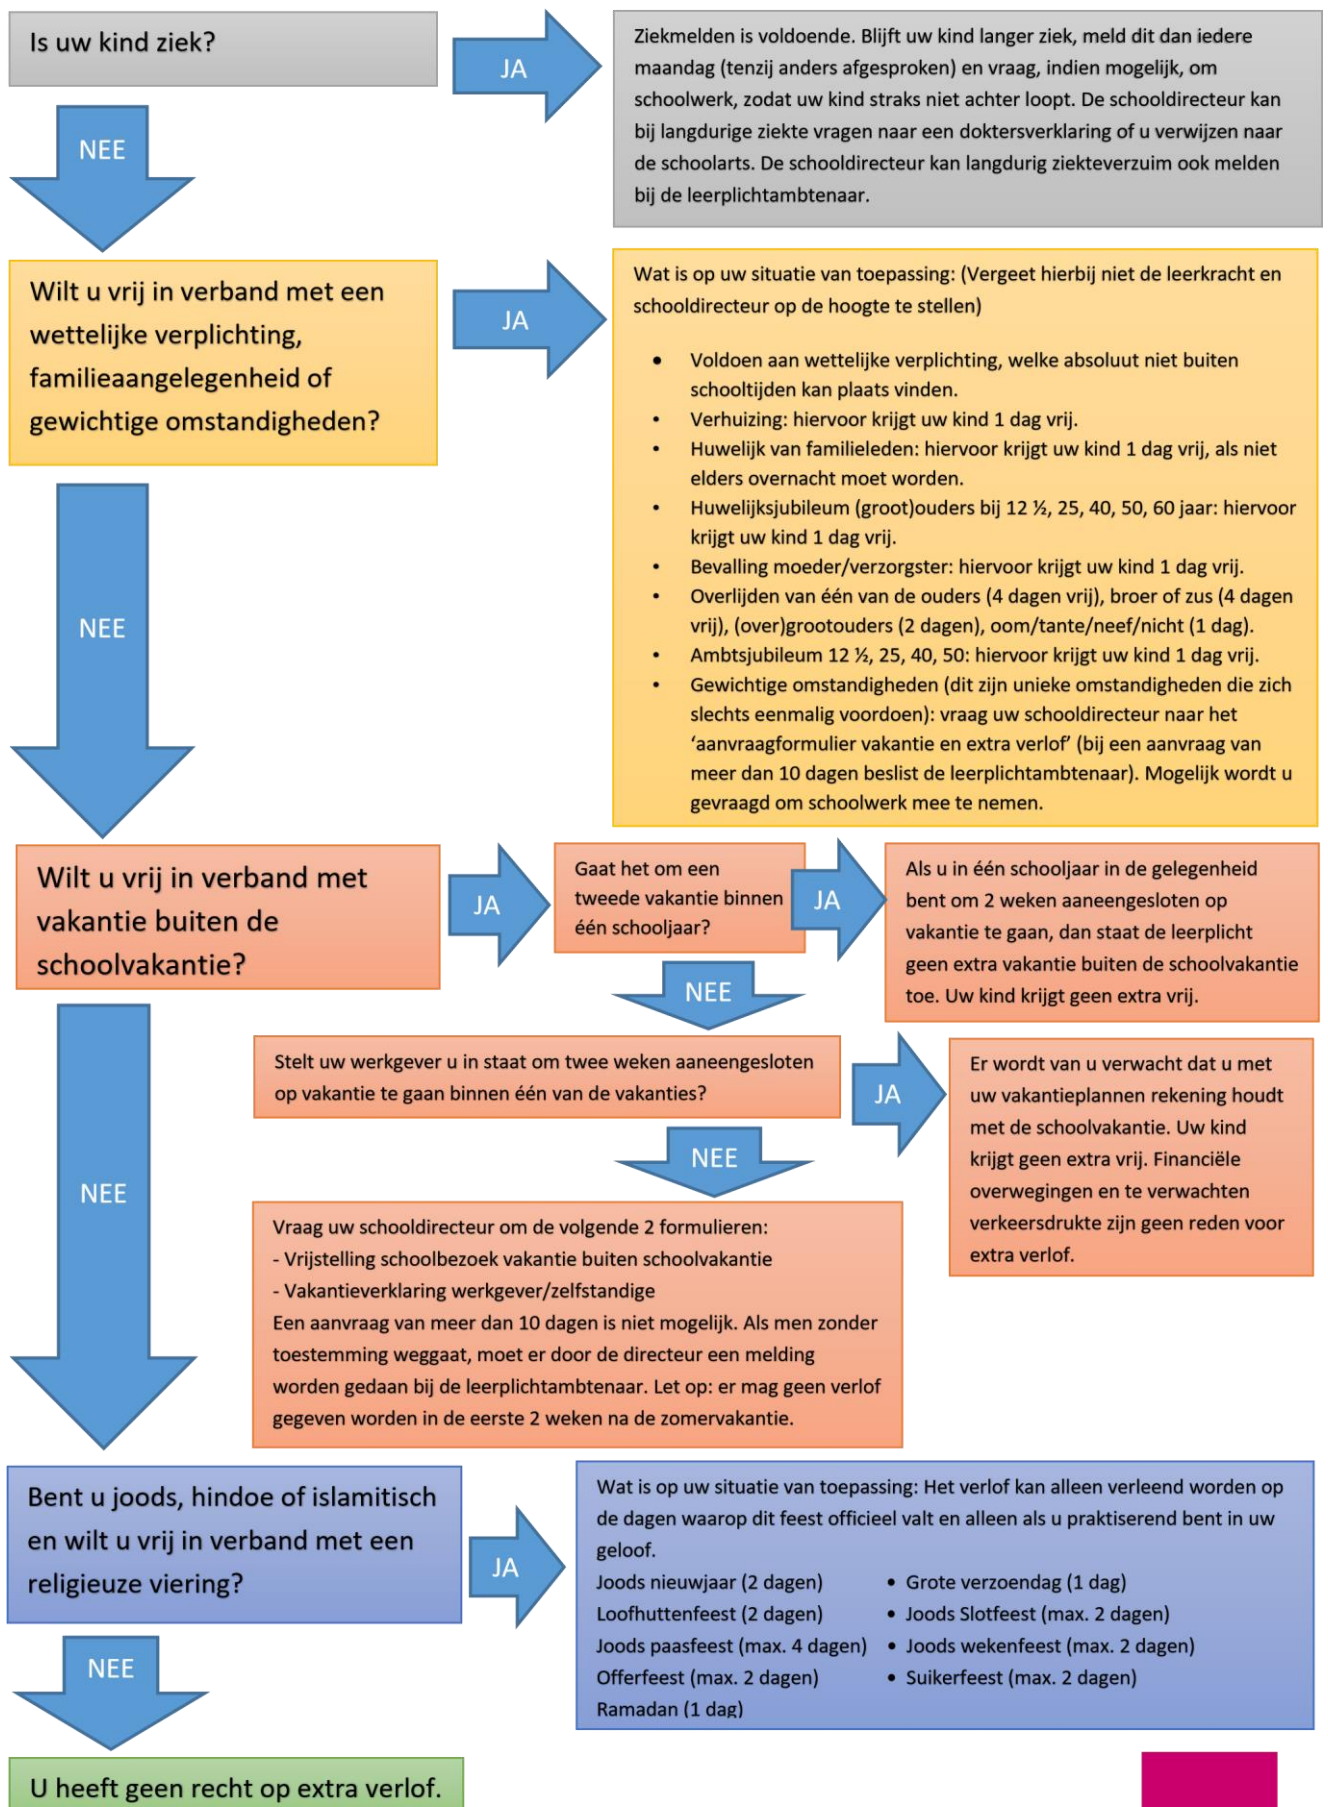 Is uw kind ziek?
JA
Ziekmelden is voldoende. Blijft uw kind langer ziek, meld dit dan iedere
maandag (tenzij anders afgesproken) en vraag, indien mogelijk, om
schoolwerk, zodat uw kind straks niet achter loopt. De schooldirecteur kan
bij langdurige ziekte vragen naar een doktersverklaring of u verwijzen naar
de schoolarts. De schooldirecteur kan langdurig ziekteverzuim ook melden
bij de leerplichtambtenaar.
NEE
Wilt u vrij in verband met een
wettelijke verplichting,
familieaangelegenheid of
gewichtige omstandigheden?
JA
Wat is op uw situatie van toepassing: (Vergeet hierbij niet de leerkracht en
schooldirecteur op de hoogte te stellen)
• Voldoen aan wettelijke verplichting, welke absoluut niet buiten
schooltijden kan plaats vinden.
• Verhuizing: hiervoor krijgt uw kind 1 dag vrij.
• Huwelijk van familieleden: hiervoor krijgt uw kind 1 dag vrij, als niet
elders overnacht moet worden.
• Huwelijksjubileum (groot)ouders bij 12 ½, 25, 40, 50, 60 jaar: hiervoor
krijgt uw kind 1 dag vrij.
• Bevalling moeder/verzorgster: hiervoor krijgt uw kind 1 dag vrij.
• Overlijden van één van de ouders (4 dagen vrij), broer of zus (4 dagen
vrij), (over)grootouders (2 dagen), oom/tante/neef/nicht (1 dag).
• Ambtsjubileum 12 ½, 25, 40, 50: hiervoor krijgt uw kind 1 dag vrij.
• Gewichtige omstandigheden (dit zijn unieke omstandigheden die zich
slechts eenmalig voordoen): vraag uw schooldirecteur naar het
‘aanvraagformulier vakantie en extra verlof’ (bij een aanvraag van
meer dan 10 dagen beslist de leerplichtambtenaar). Mogelijk wordt u
gevraagd om schoolwerk mee te nemen.
NEE
Wilt u vrij in verband met
vakantie buiten de
schoolvakantie?
JA
Gaat het om een
tweede vakantie binnen
één schooljaar?
JA
Als u in één schooljaar in de gelegenheid
bent om 2 weken aaneengesloten op
vakantie te gaan, dan staat de leerplicht
geen extra vakantie buiten de schoolvakantie
toe. Uw kind krijgt geen extra vrij.
NEE
Stelt uw werkgever u in staat om twee weken aaneengesloten
op vakantie te gaan binnen één van de vakanties?
JA
Er wordt van u verwacht dat u met
uw vakantieplannen rekening houdt
met de schoolvakantie. Uw kind
krijgt geen extra vrij. Financiële
overwegingen en te verwachten
verkeersdrukte zijn geen reden voor
extra verlof.
NEE
Vraag uw schooldirecteur om de volgende 2 formulieren:
- Vrijstelling schoolbezoek vakantie buiten schoolvakantie
- Vakantieverklaring werkgever/zelfstandige
Een aanvraag van meer dan 10 dagen is niet mogelijk. Als men zonder
toestemming weggaat, moet er door de directeur een melding
worden gedaan bij de leerplichtambtenaar. Let op: er mag geen verlof
gegeven worden in de eerste 2 weken na de zomervakantie.
NEE
Bent u joods, hindoe of islamitisch
en wilt u vrij in verband met een
religieuze viering?
JA
Wat is op uw situatie van toepassing: Het verlof kan alleen verleend worden op
de dagen waarop dit feest officieel valt en alleen als u praktiserend bent in uw
geloof.
Joods nieuwjaar (2 dagen) • Grote verzoendag (1 dag)
Loofhuttenfeest (2 dagen) • Joods Slotfeest (max. 2 dagen)
Joods paasfeest (max. 4 dagen) • Joods wekenfeest (max. 2 dagen)
Offerfeest (max. 2 dagen) • Suikerfeest (max. 2 dagen)
Ramadan (1 dag)
NEE
U heeft geen recht op extra verlof.